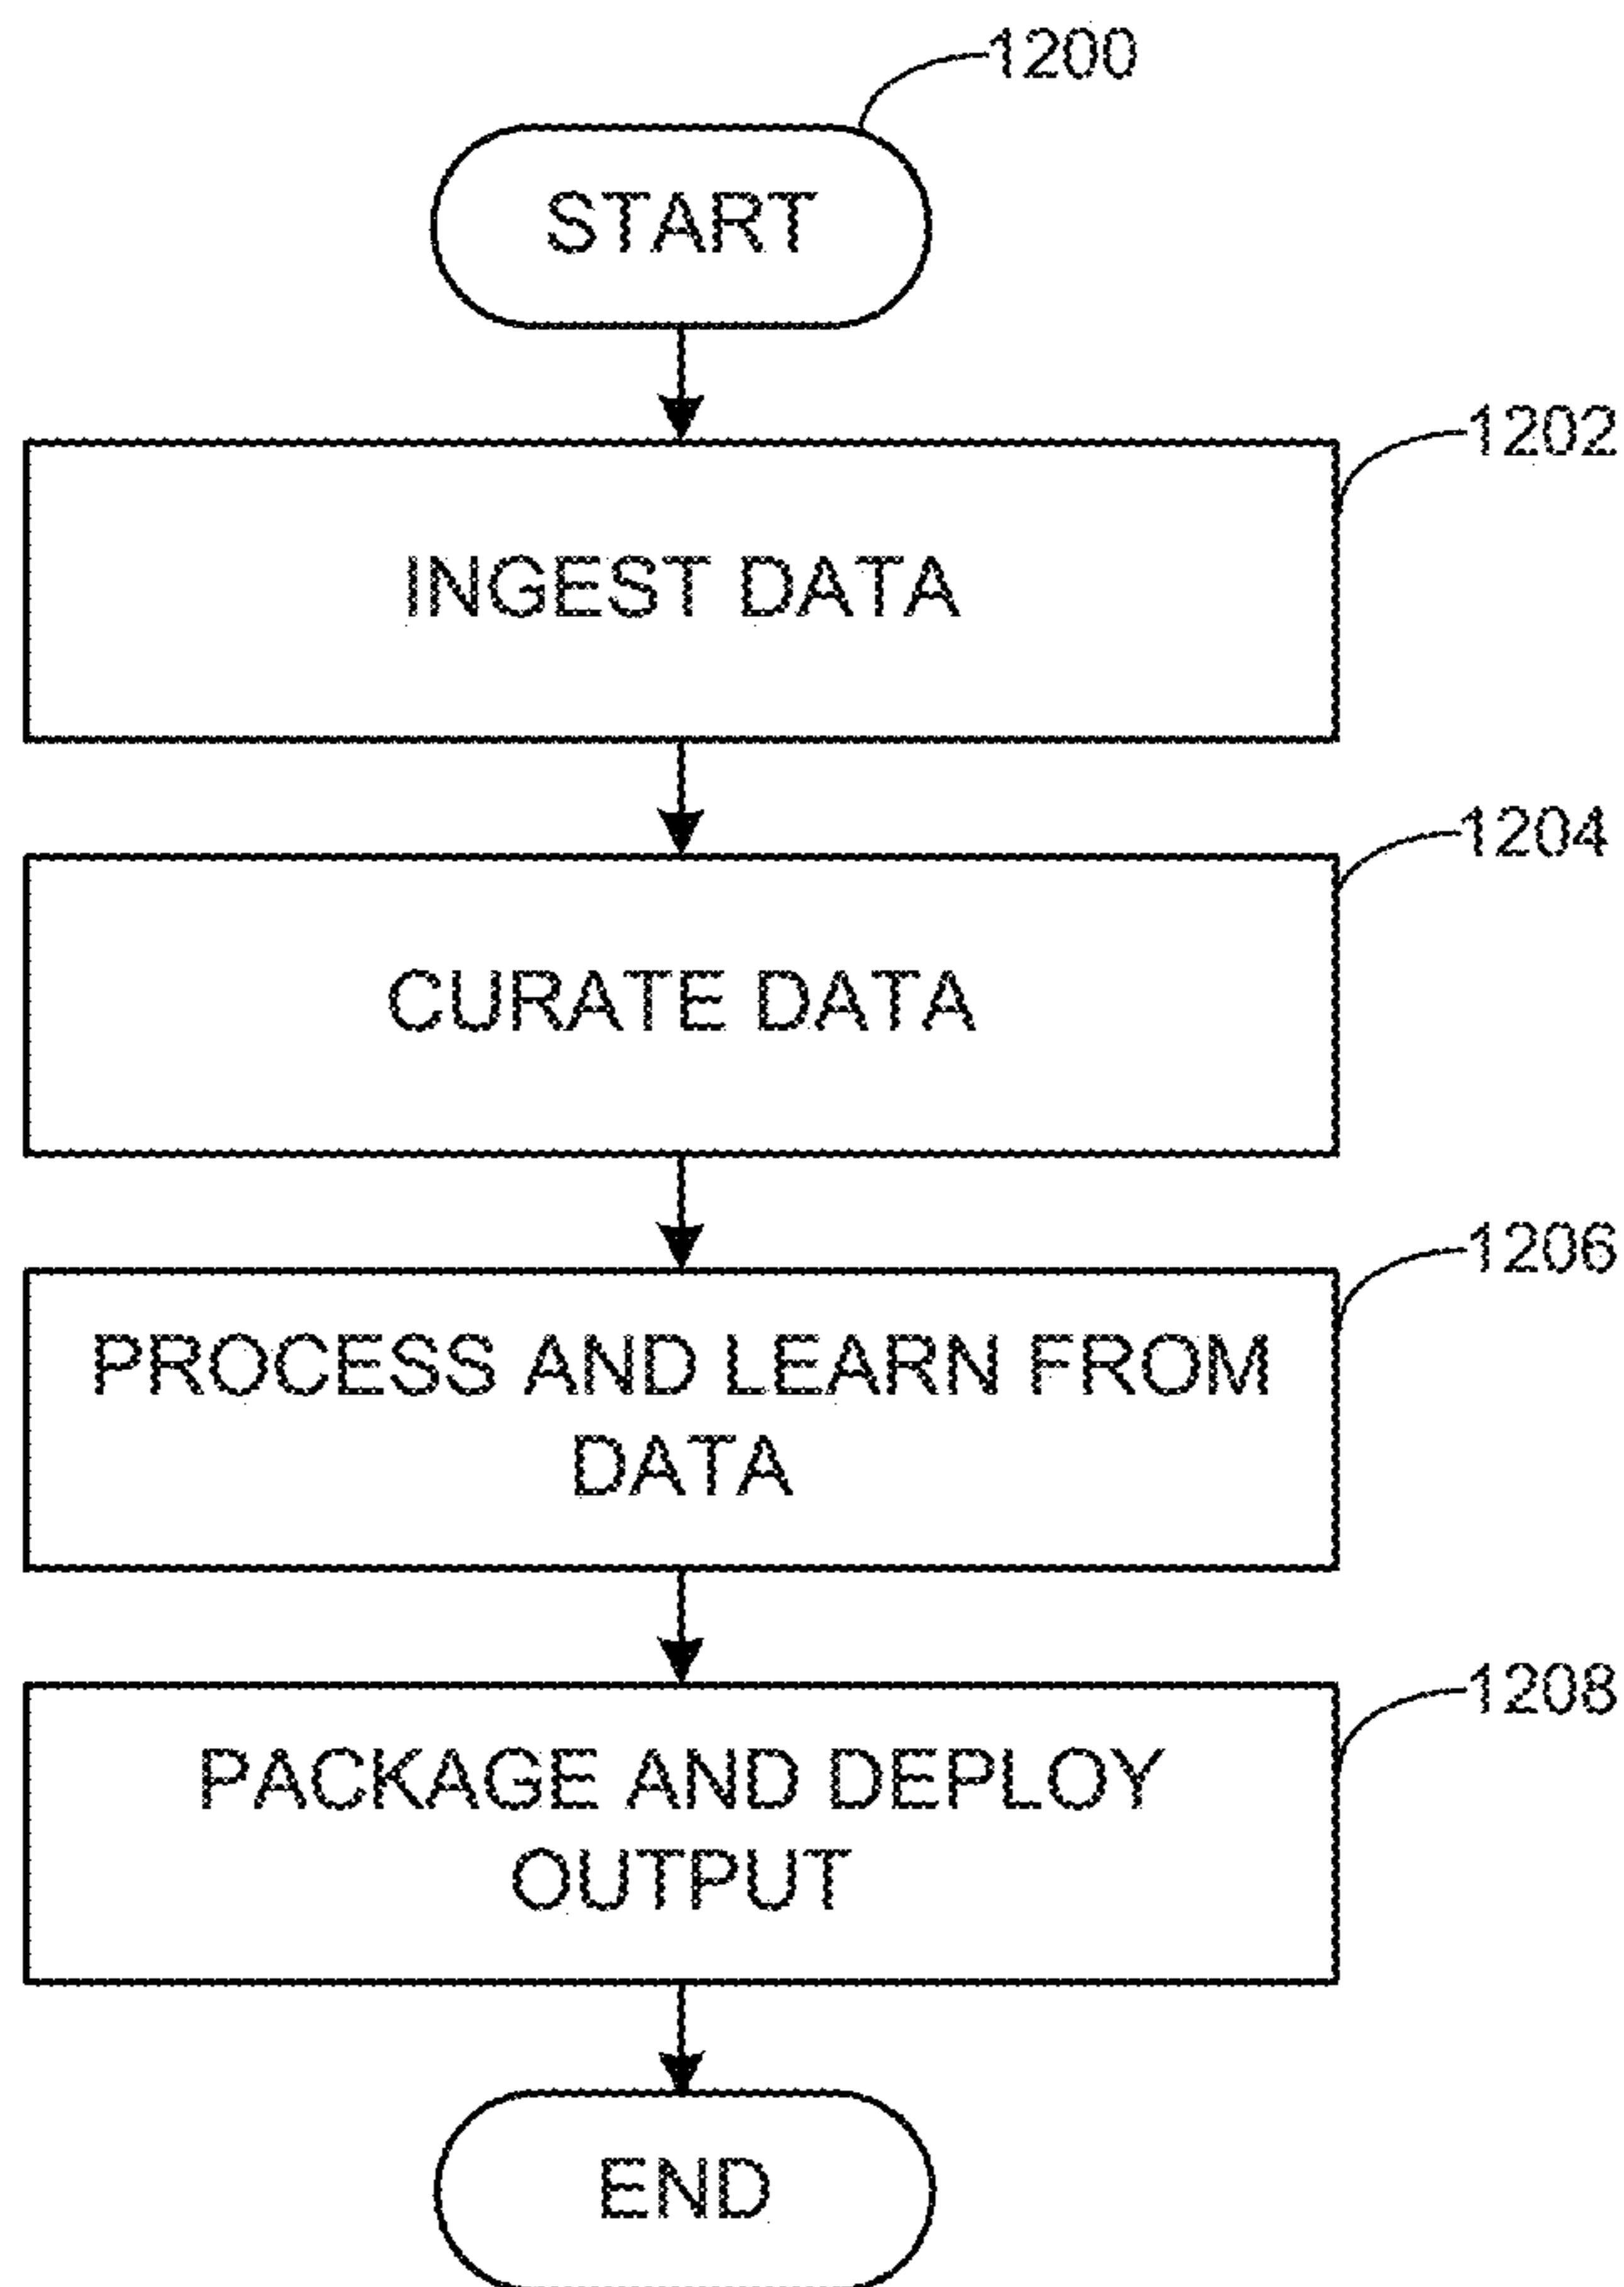 1200
START
1202
INGEST DATA
1204
CURATE DATA
1206
PROCESS AND LEARN FROM
DATA
1208
PACKAGE AND DEPLOY
OUTPUT
END